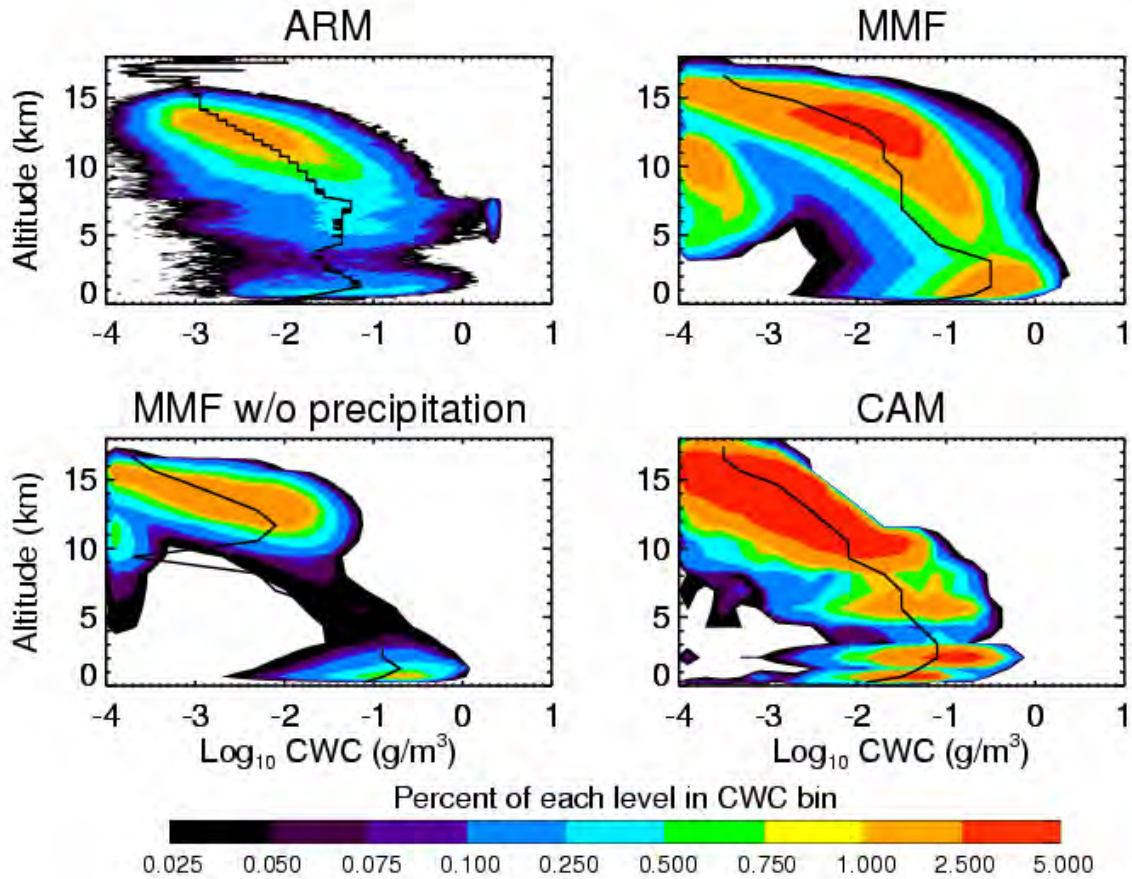 ARM
MMF
Altitude (km)
15
10
5
0
-4 -3 -2 -1 0 1
15
10
5
0
-4 -3 -2 -1 0 1
MMF w/o precipitation
CAM
Altitude (km)
15
10
5
0
-4 -3 -2 -1 0 1
Log₁₀ CWC (g/m³)
15
10
5
0
-4 -3 -2 -1 0 1
Log₁₀ CWC (g/m³)
Percent of each level in CWC bin
0.025 0.050 0.075 0.100 0.250 0.500 0.750 1.000 2.500 5.000